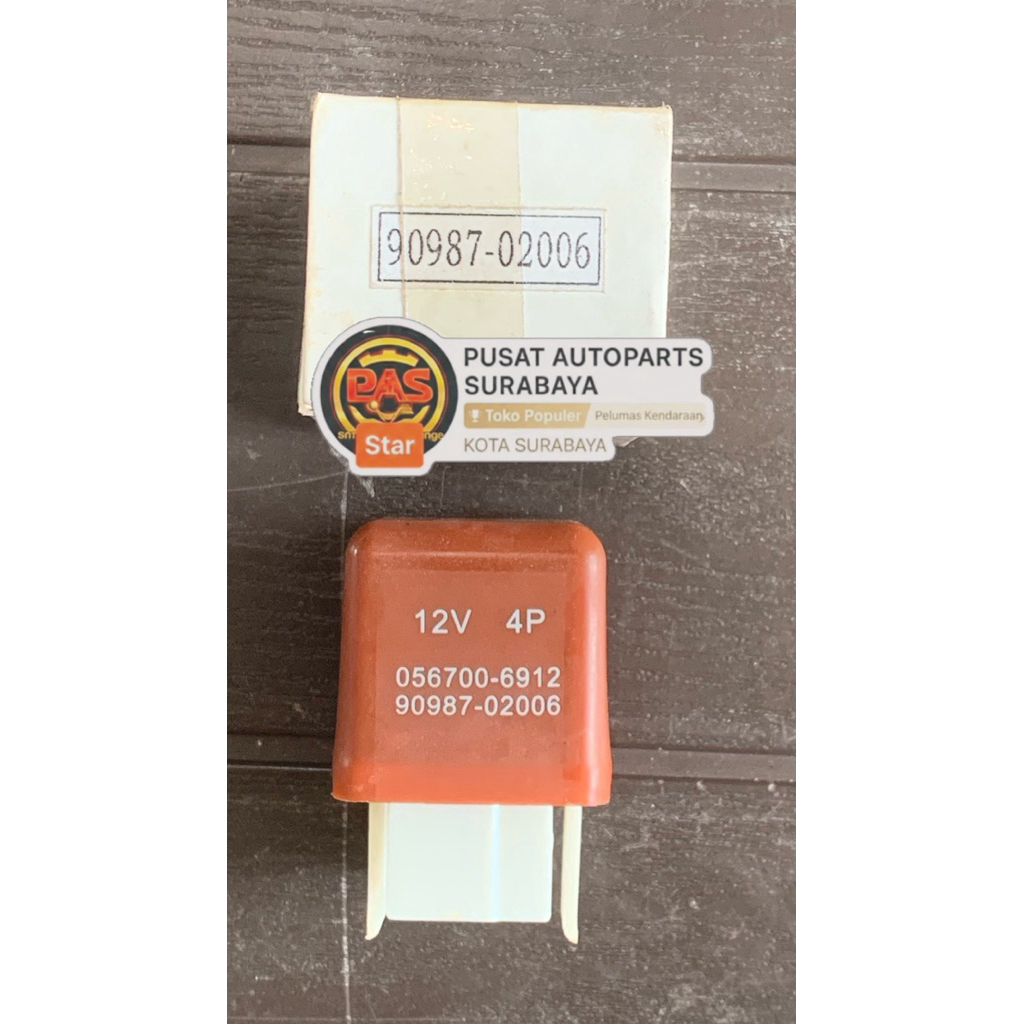 90987-02006
PAS
Star
PUSAT AUTOPARTS
SURABAYA
Toko Populer
Pelumas Kendaraan
KOTA SURABAYA
12V 4P
056700-6912
90987-02006